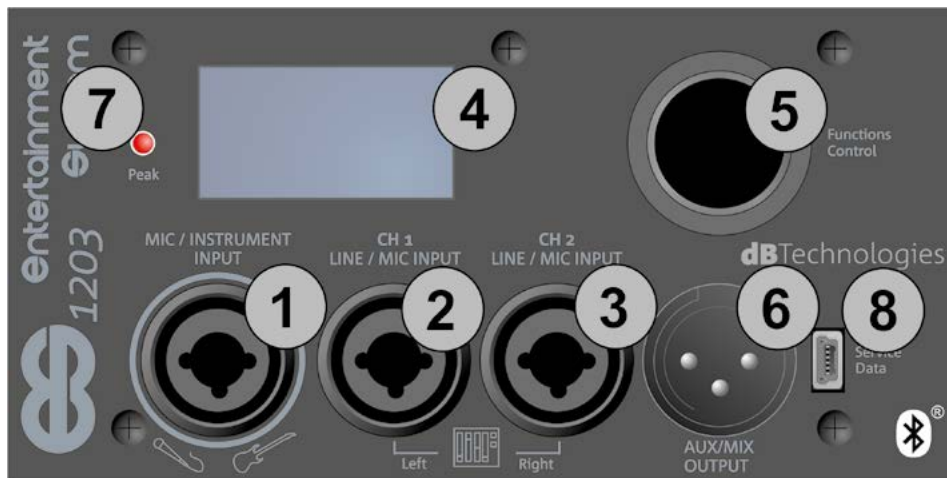 entertainment
1203
7
Peak
4
5
Functions
Control
MIC / INSTRUMENT
INPUT
CH 1
LINE / MIC INPUT
CH 2
LINE / MIC INPUT
dBTechnologies
1
2
3
6
8
Service
Data
Left
Right
AUX/MIX
OUTPUT
®